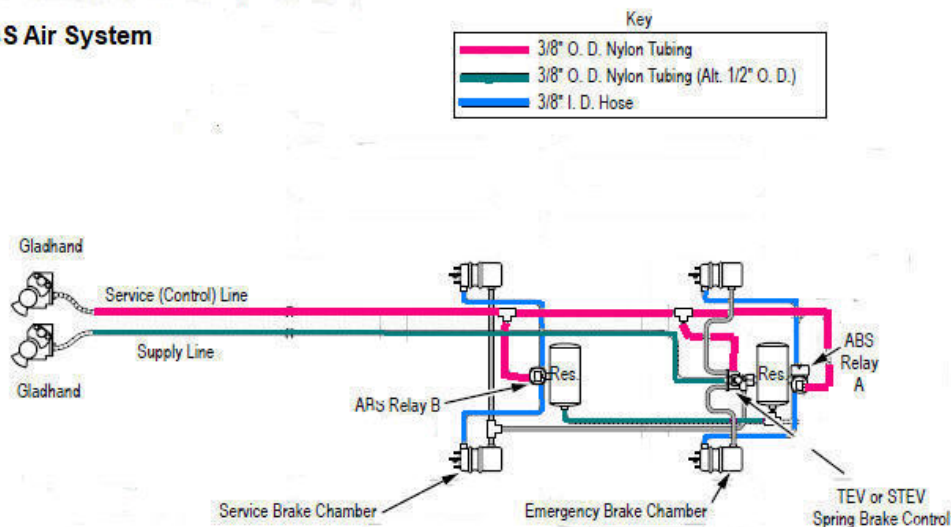 S Air System
Key
3/8" O. D. Nylon Tubing
3/8" O. D. Nylon Tubing (Alt. 1/2" O. D.)
3/8" I. D. Hose
Gladhand
Service (Control) Line
Supply Line
Gladhand
ABS Relay B
Res.
Res.
ABS
Relay
A
Service Brake Chamber
Emergency Brake Chamber
TEV or STEV
Spring Brake Control